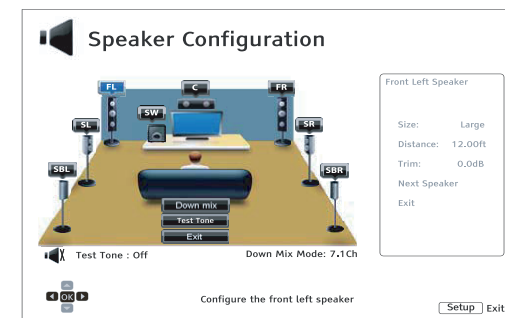 Speaker Configuration
FL
C
FR
SW
SL
SR
SBL
SBR
Down mix
Test Tone
Exit
Test Tone : Off
Down Mix Mode: 7.1Ch
Front Left Speaker
Size: Large
Distance: 12.00ft
Trim: 0.0dB
Next Speaker
Exit
OK
Configure the front left speaker
Setup Exit